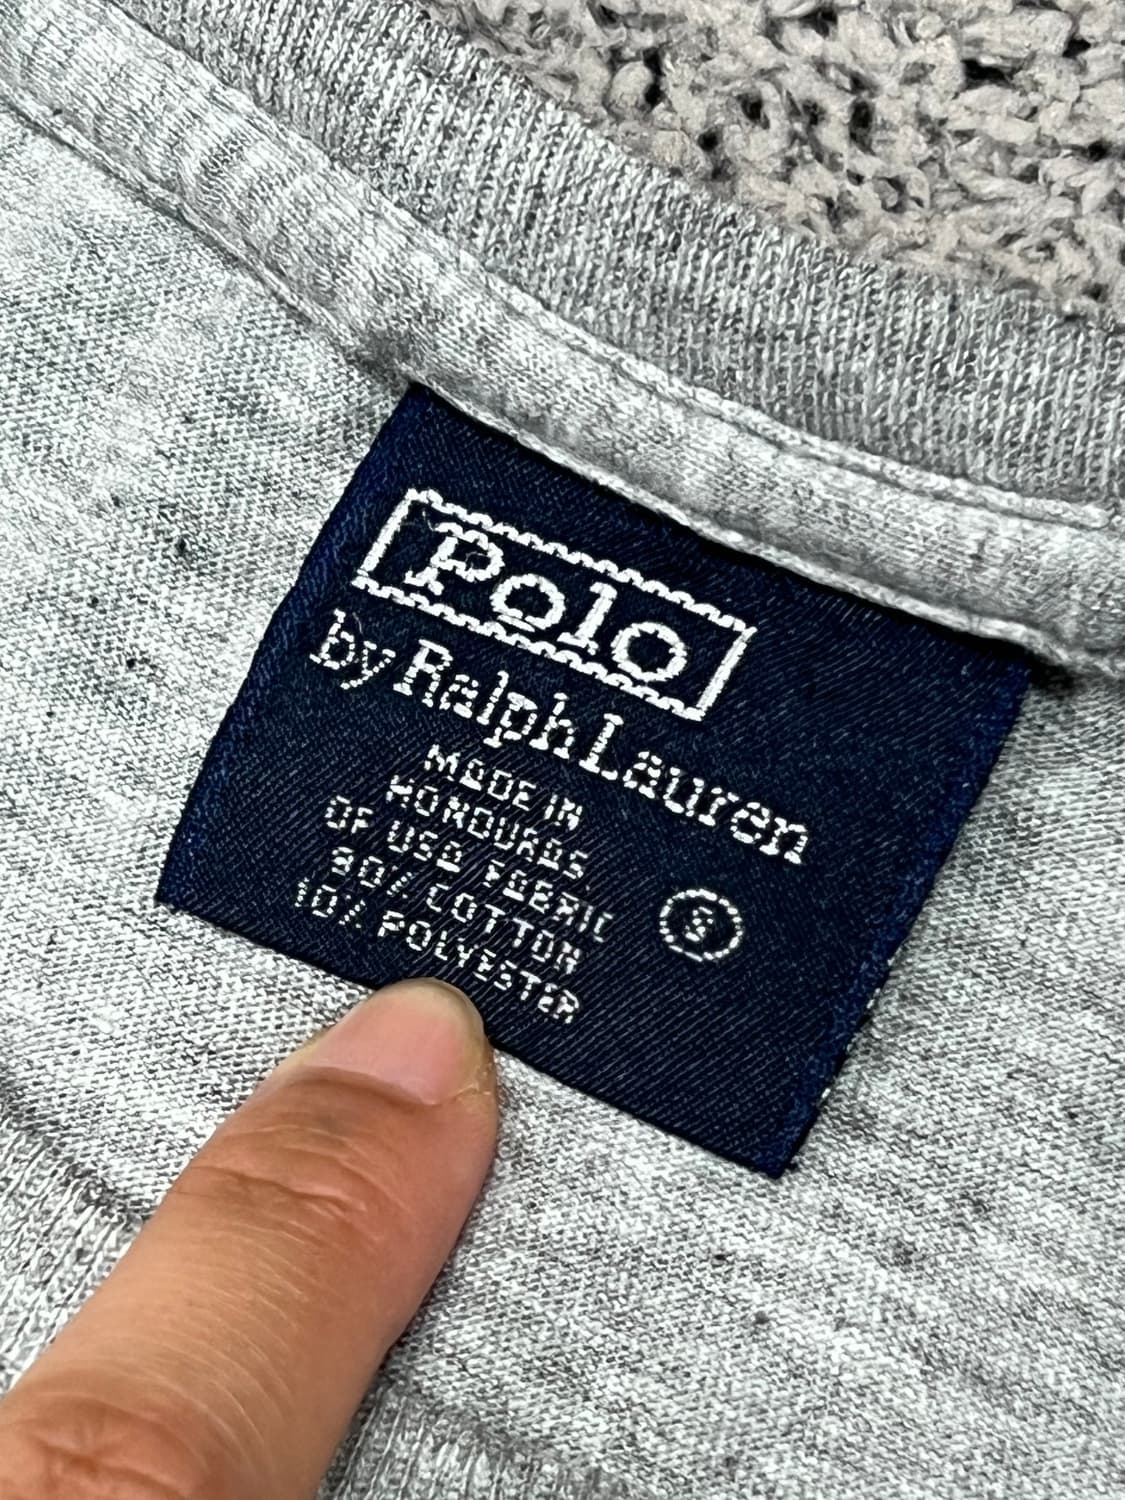 Polo
by Ralph Lauren
MADE IN
HONDURAS
OF USA FABRIC
90% COTTON
10% POLYESTER
S